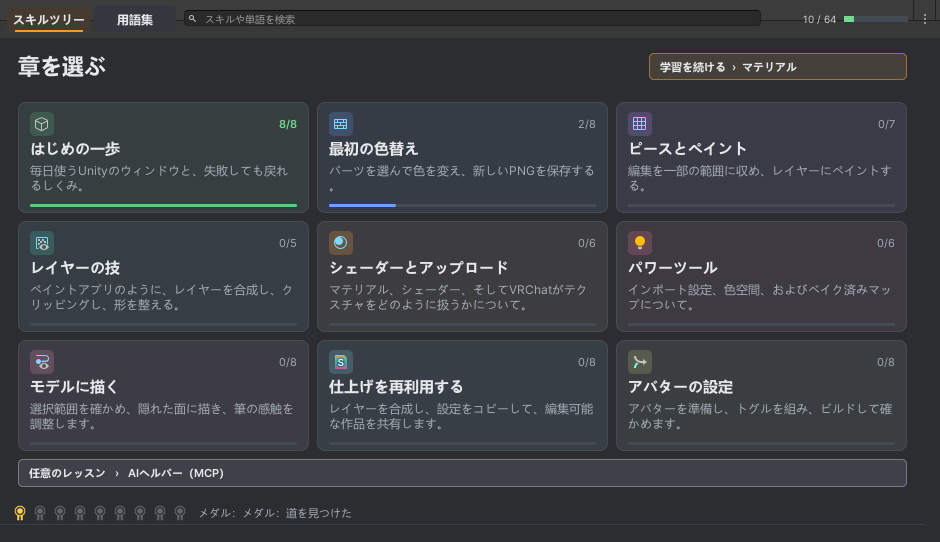 スキルツリー
用語集
スキルや単語を検索
10 / 64
章を選ぶ
学習を続ける › マテリアル
8/8
はじめの一歩
毎日使うUnityのウィンドウと、失敗しても戻れ
るしくみ。
2/8
最初の色替え
パーツを選んで色を変え、新しいPNGを保存する
。
0/7
ピースとペイント
編集を一部の範囲に収め、レイヤーにペイントす
る。
0/5
レイヤーの技
ペイントアプリのように、レイヤーを合成し、ク
リッピングし、形を整える。
0/6
シェーダーとアップロード
マテリアル、シェーダー、そしてVRChatがテク
スチャをどのように扱うかについて。
0/6
パワーツール
インポート設定、色空間、およびベイク済みマッ
プについて。
0/8
モデルに描く
選択範囲を確かめ、隠れた面に描き、筆の感触を
調整します。
0/8
仕上げを再利用する
レイヤーを合成し、設定をコピーして、編集可能
な作品を共有します。
0/8
アバターの設定
アバターを準備し、トグルを組み、ビルドして確
かめます。
任意のレッスン › AIヘルパー（MCP）
メダル: メダル: 道を見つけた